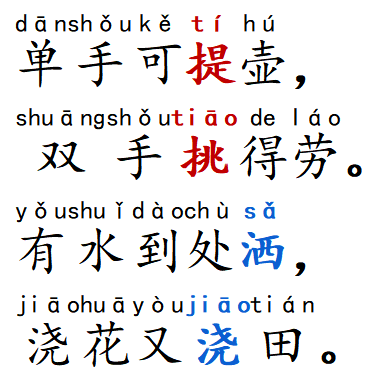 dānshǒukě tí hú
单手可提壶，
shuāngshǒutiāo de láo
双手挑得劳。
yǒushuǐdàochù sǎ
有水到处洒，
jiāohuāyòujiāotián
浇花又浇田。